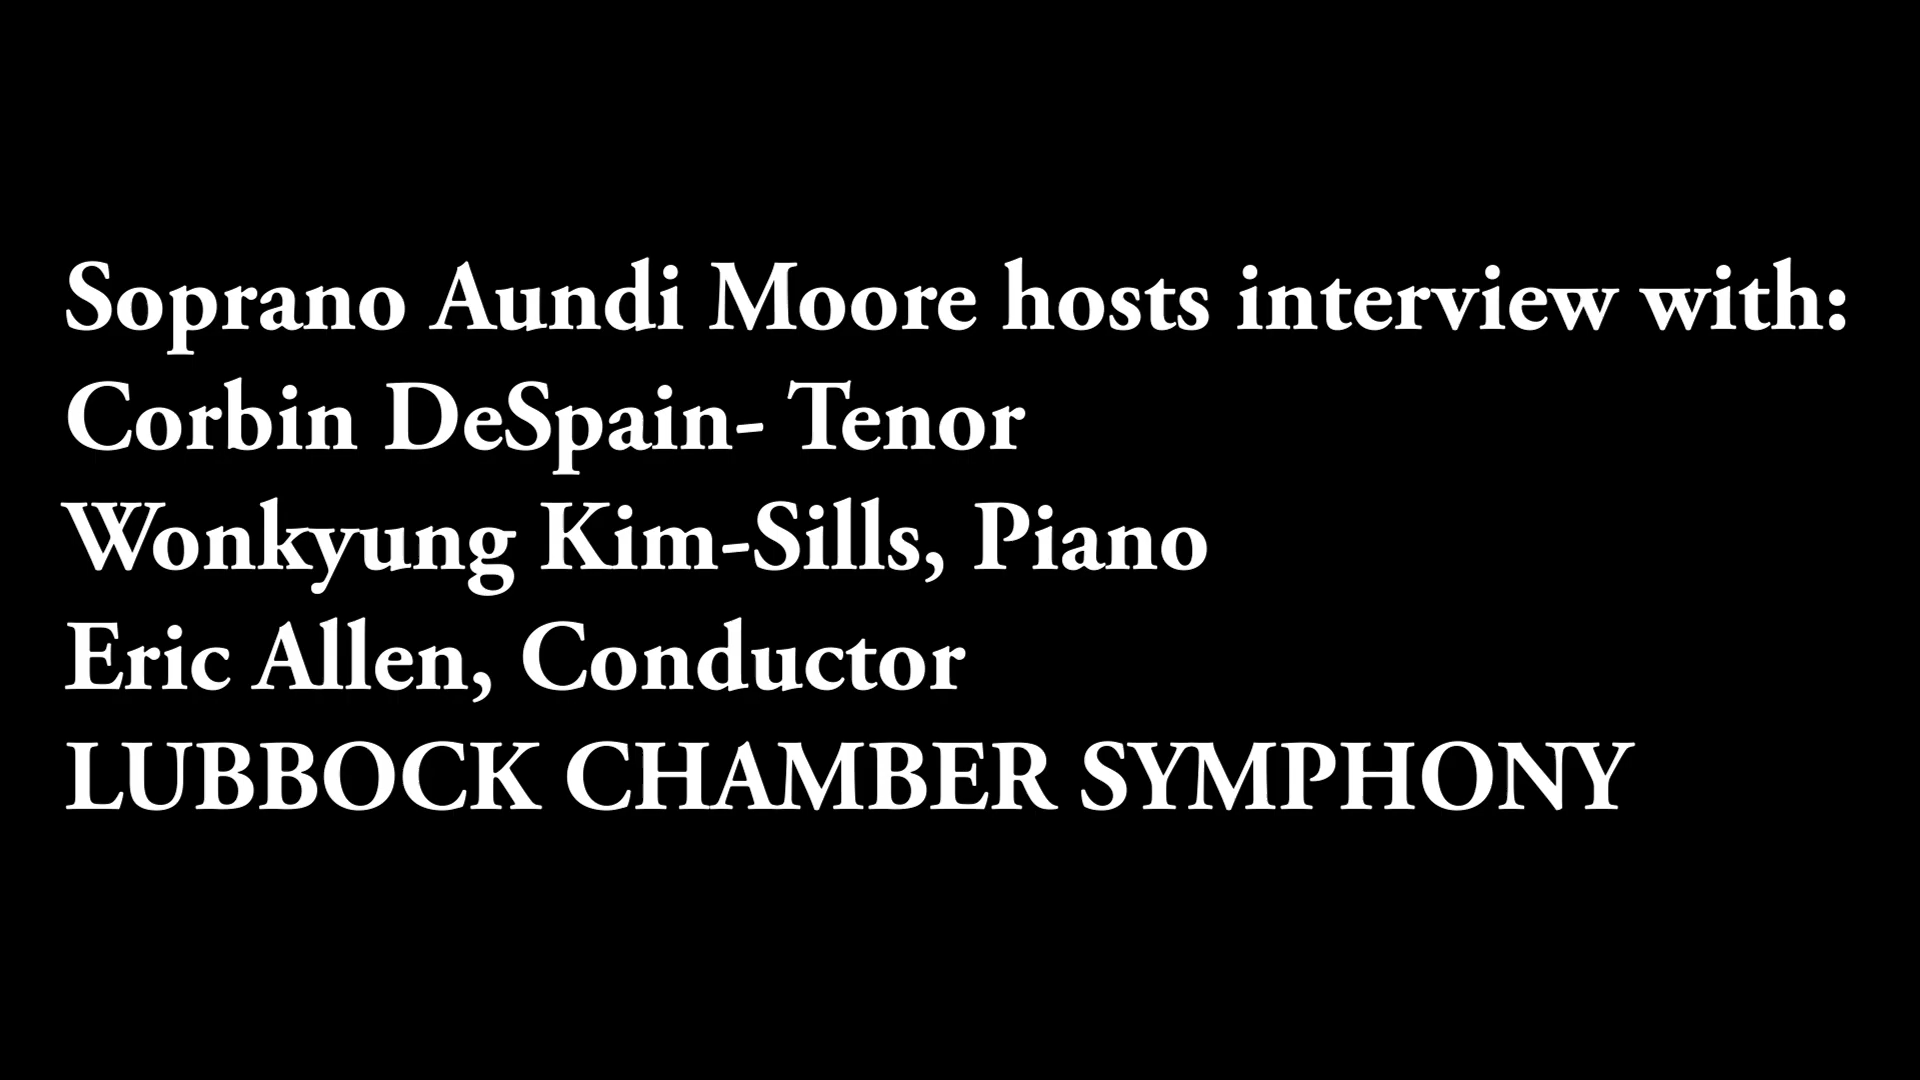 Soprano Aundi Moore hosts interview with:
Corbin DeSpain- Tenor
Wonkyung Kim-Sills, Piano
Eric Allen, Conductor
LUBBOCK CHAMBER SYMPHONY